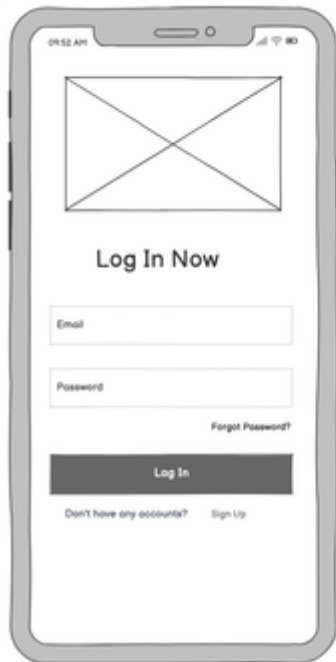 09:52 AM
Log In Now
Email
Password
Forgot Password?
Log In
Don't have any accounts? Sign Up